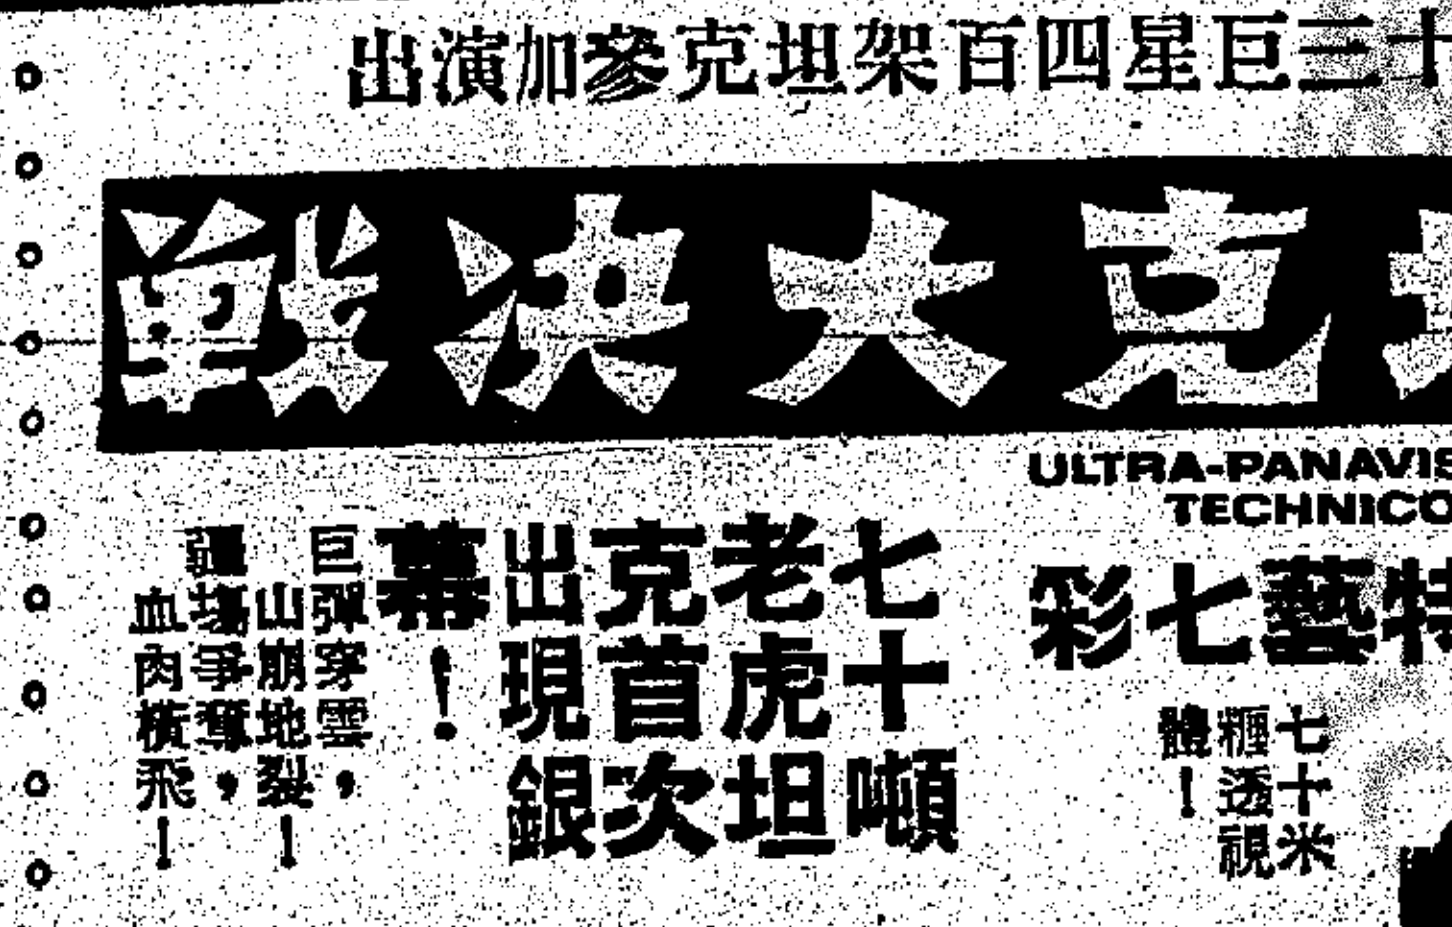 十三巨星四百架坦克參加演出
克大決戰
ULTRA-PANAVIS
TECHNICO
特藝七彩
七十米
糎透視
體！
七十噸
老虎坦
克首次
出現銀
幕！
巨彈穿雲，
山崩地裂！
疆場爭奪，
血肉橫飛！